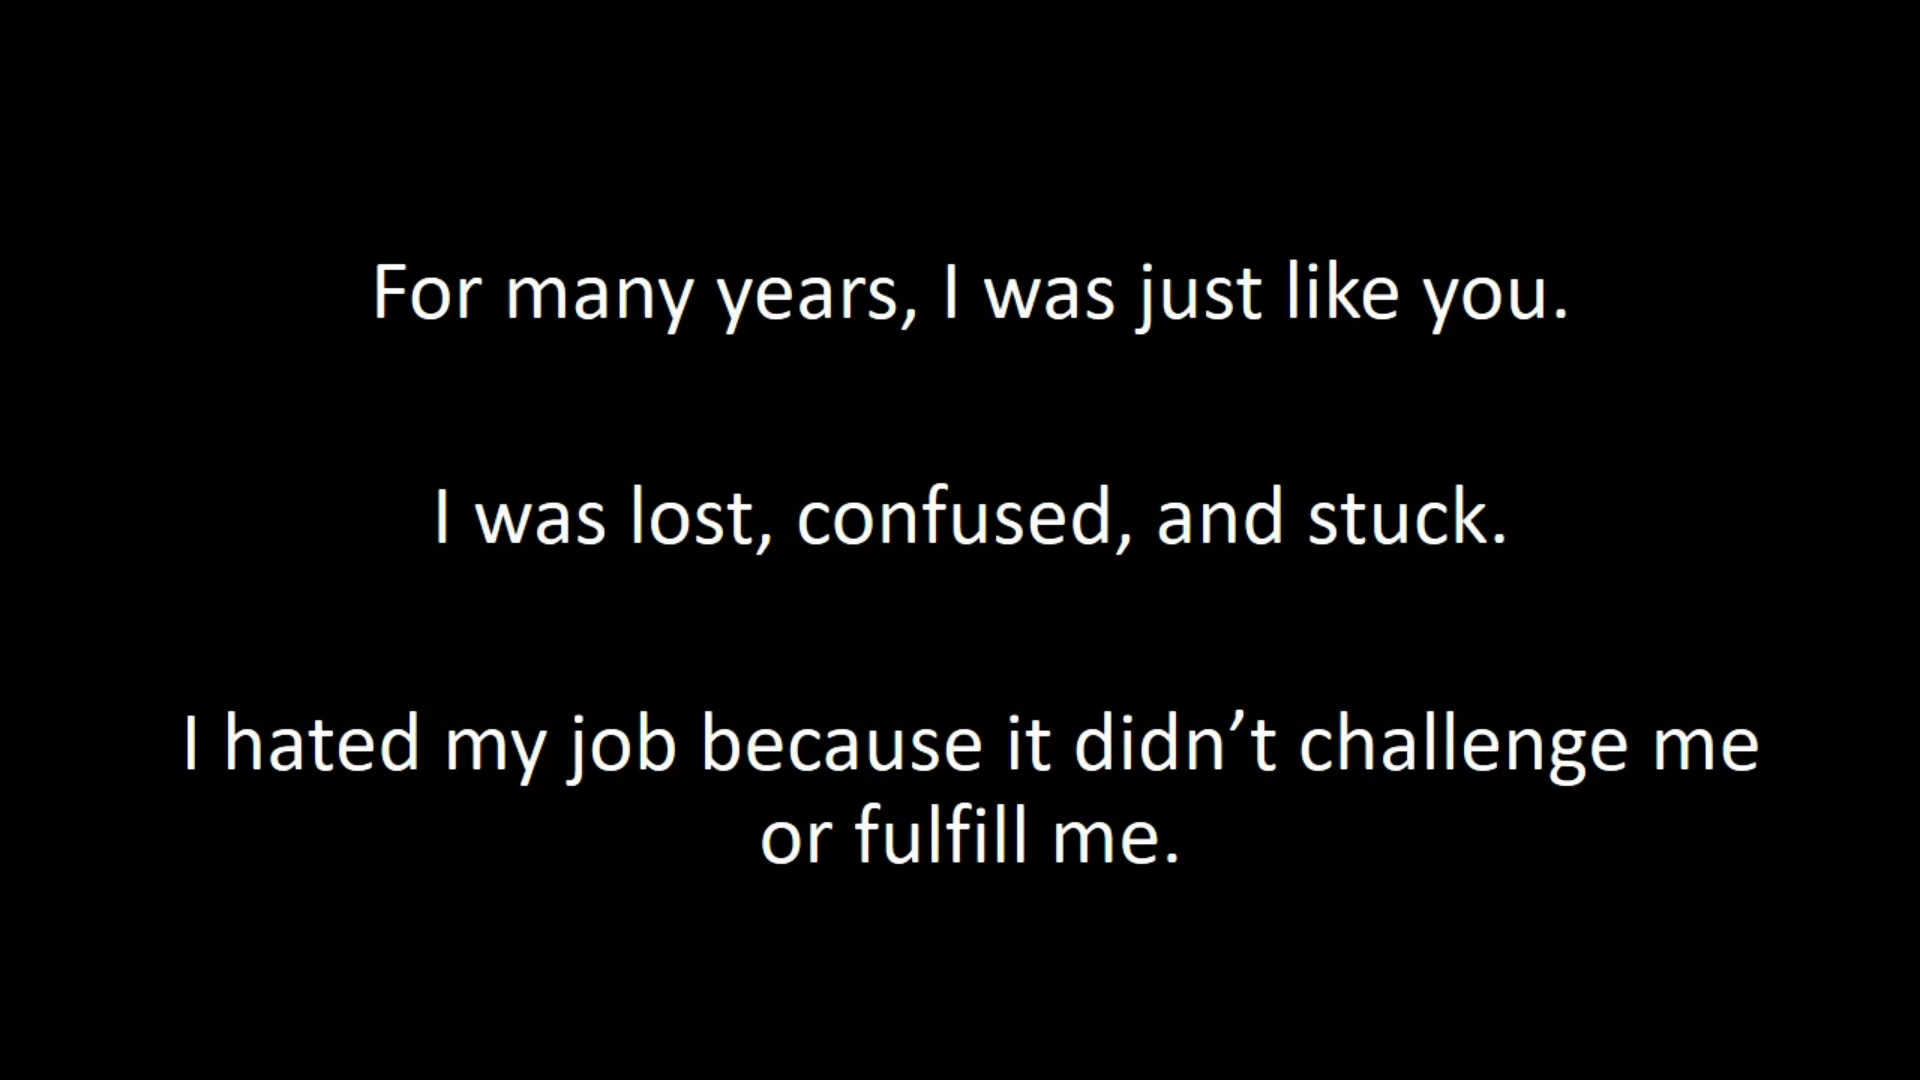 For many years, I was just like you.
I was lost, confused, and stuck.
I hated my job because it didn’t challenge me
or fulfill me.